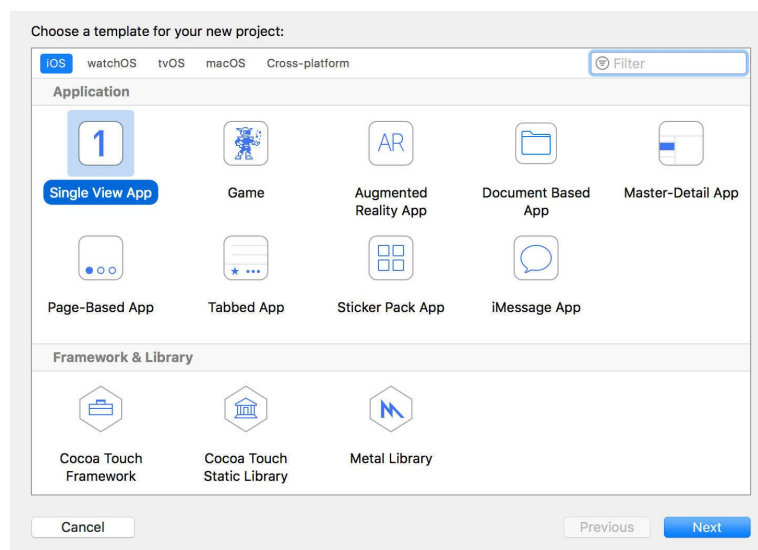 Choose a template for your new project:
iOS watchOS tvOS macOS Cross-platform Filter
Application
1 AR
Single View App Game Augmented Reality App Document Based App Master-Detail App
Page-Based App Tabbed App Sticker Pack App iMessage App
Framework & Library
Cocoa Touch Framework Cocoa Touch Static Library Metal Library
Cancel Previous Next